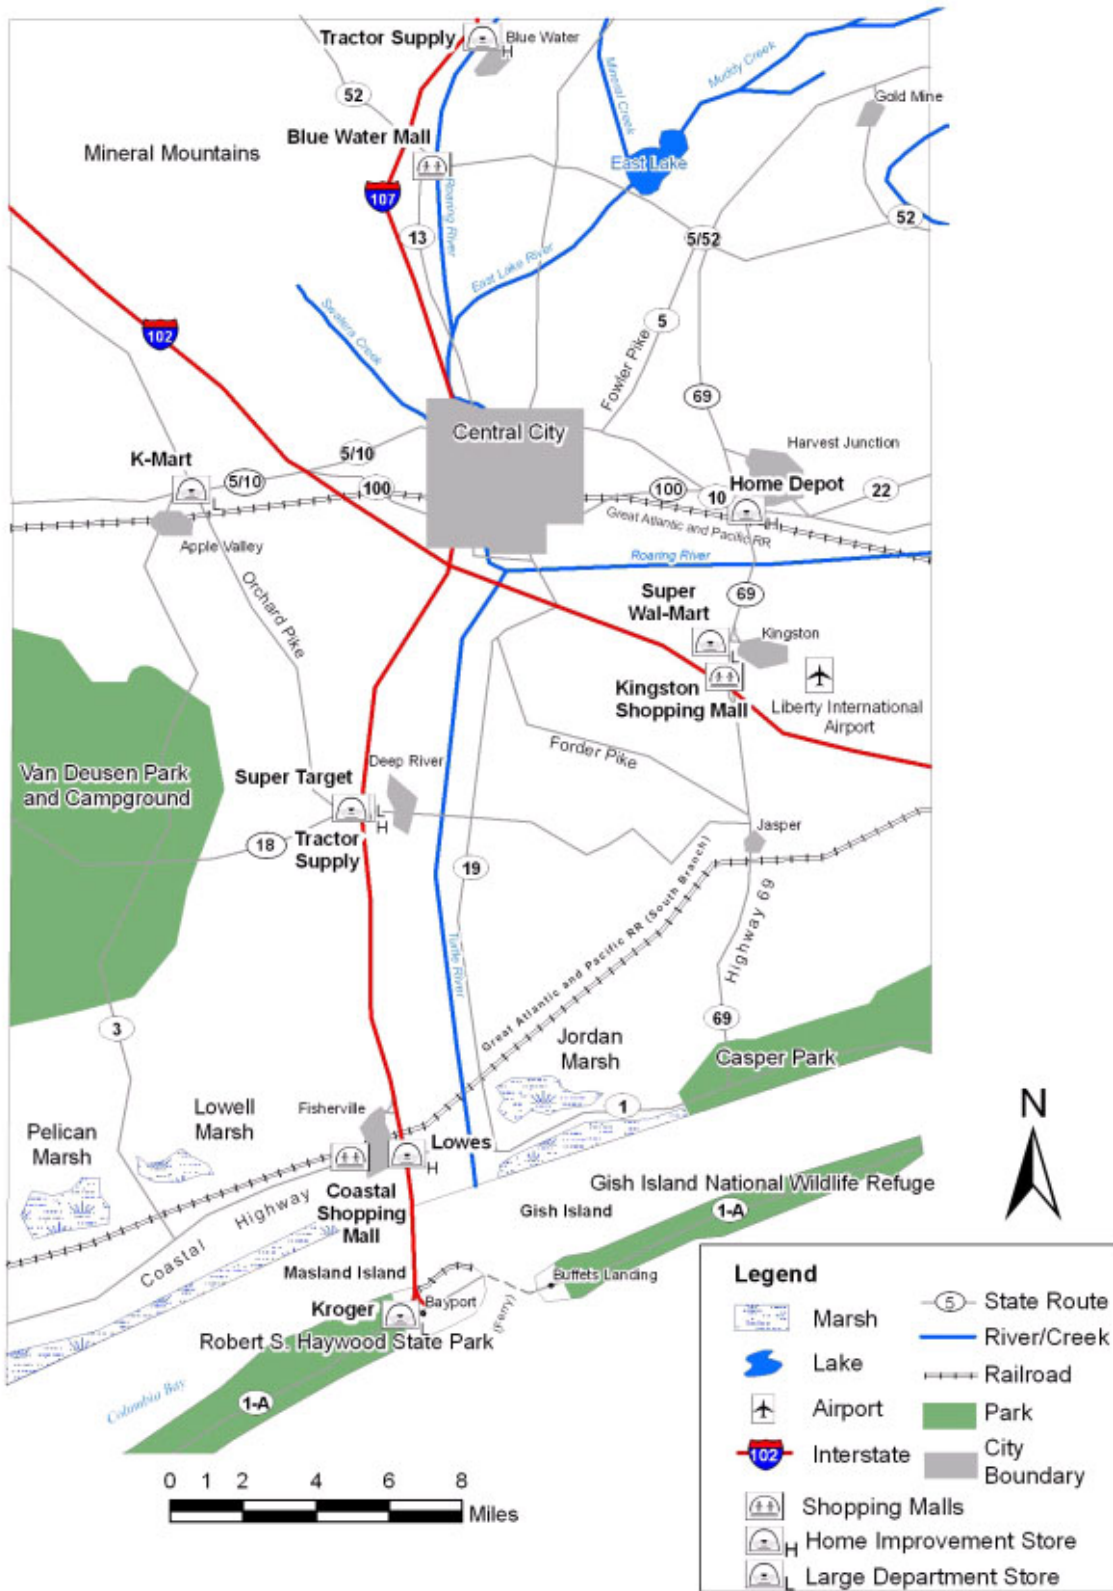 Tractor Supply
Blue Water
H
52
Mineral Creek
Muddy Creek
Gold Mine
Blue Water Mall
Mineral Mountains
East Lake
107
Roaring River
13
5/52
52
East Lake River
Swatera Creek
102
5
Fowler Pike
69
Central City
5/10
Harvest Junction
K-Mart
5/10
100
100
10
Home Depot
22
L
H
Great Atlantic and Pacific RR
Apple Valley
Roaring River
Orchard Pike
69
Super
Wal-Mart
Kingston
L
Kingston
Shopping Mall
Liberty International
Airport
Forder Pike
Van Deusen Park
and Campground
Super Target
Deep River
L
H
Tractor
Supply
18
Jasper
19
Great Atlantic and Pacific RR (South Branch)
Highway 69
Turtle River
3
69
Jordan
Marsh
Casper Park
Fisherville
1
Lowell
Marsh
Pelican
Marsh
Lowes
H
Coastal
Shopping
Mall
Coastal Highway
Gish Island National Wildlife Refuge
Gish Island
1-A
Masland Island
Buffets Landing
Kroger
Bayport
(Ferry)
L
Robert S. Haywood State Park
Columbia Bay
1-A
N
0 1 2 4 6 8
Miles
Legend
Marsh
5 State Route
River/Creek
Lake
Railroad
Airport
Park
102 Interstate
City
Boundary
Shopping Malls
H Home Improvement Store
L Large Department Store